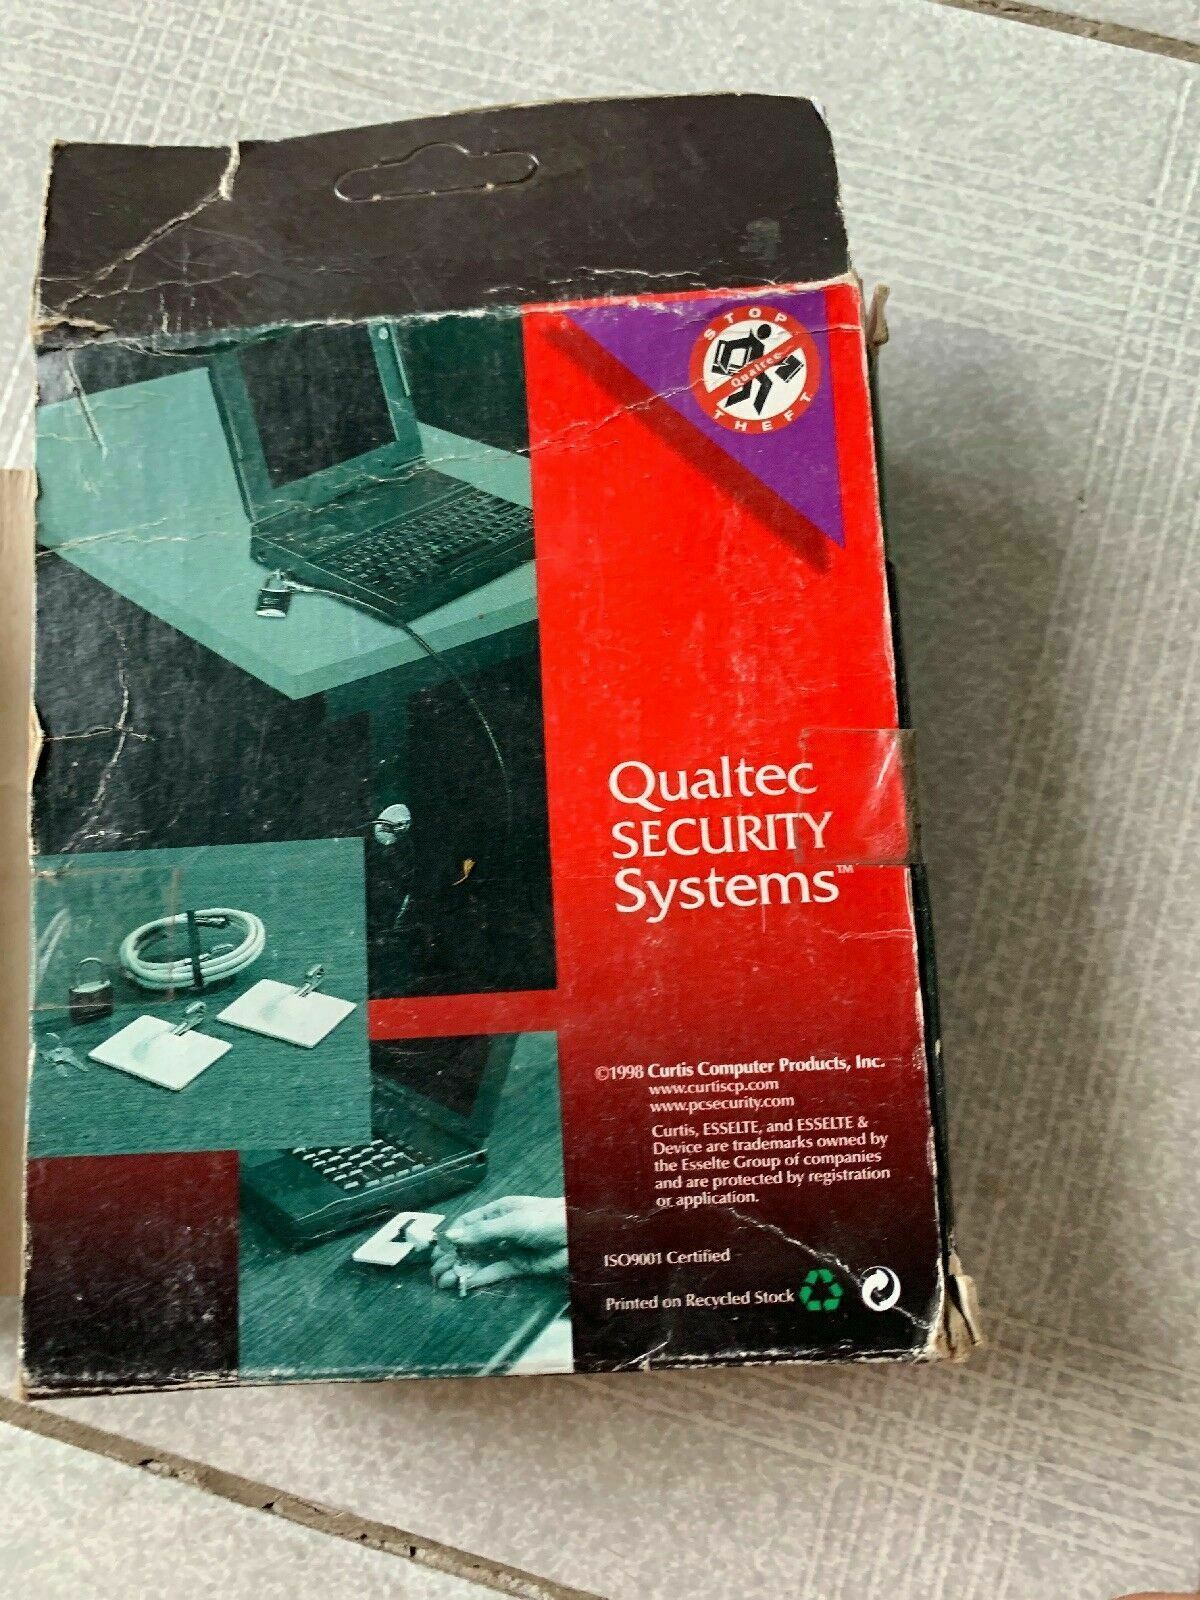 STOP
Qualtec
THEFT
Qualtec
SECURITY
Systems™
©1998 Curtis Computer Products, Inc.
www.curtiscp.com
www.pcsecurity.com
Curtis, ESSELTE, and ESSELTE &
Device are trademarks owned by
the Esselte Group of companies
and are protected by registration
or application.
ISO9001 Certified
Printed on Recycled Stock